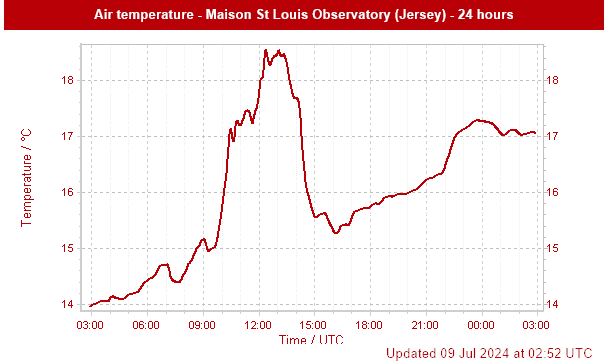 Air temperature - Maison St Louis Observatory (Jersey) - 24 hours
Temperature / °C
18 18
17 17
16 16
15 15
14 14
03:00 06:00 09:00 12:00 15:00 18:00 21:00 00:00 03:00
Time / UTC
Updated 09 Jul 2024 at 02:52 UTC